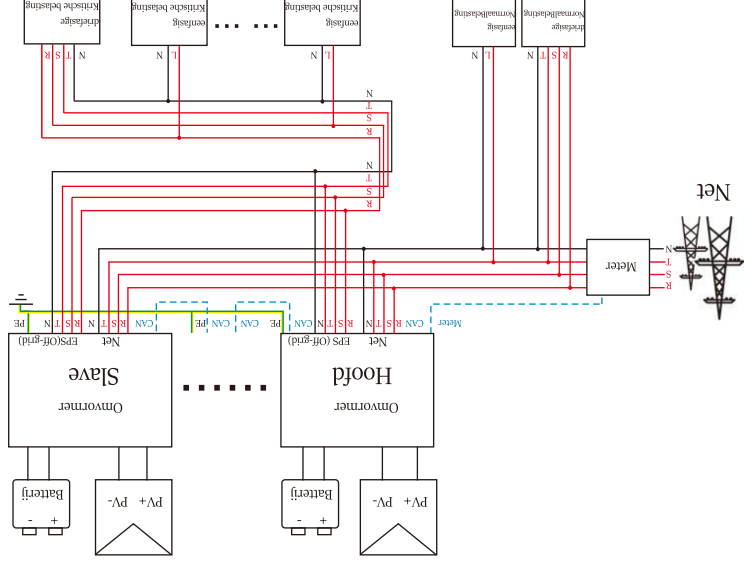 PV+ PV-
+ -
Batterij
PV+ PV-
+ -
Batterij
Omvormer
Hoofd
Net
EPS (Off-grid)
Omvormer
Slave
Net
EPS(Off-grid)
Meter
CAN
R S T N
R S T N
CAN
PE
CAN
CAN
PE
CAN
R S T N
R S T N
PE
R
S
T
N
Meter
Net
R
S
T
N
R
S
T
N
R S T N
L N
L N
L N
R S T N
driefasige
NormaalBelasting
eenfasig
NormaalBelasting
eenfasig
Kritische belasting
eenfasig
Kritische belasting
driefasige
Kritische belasting